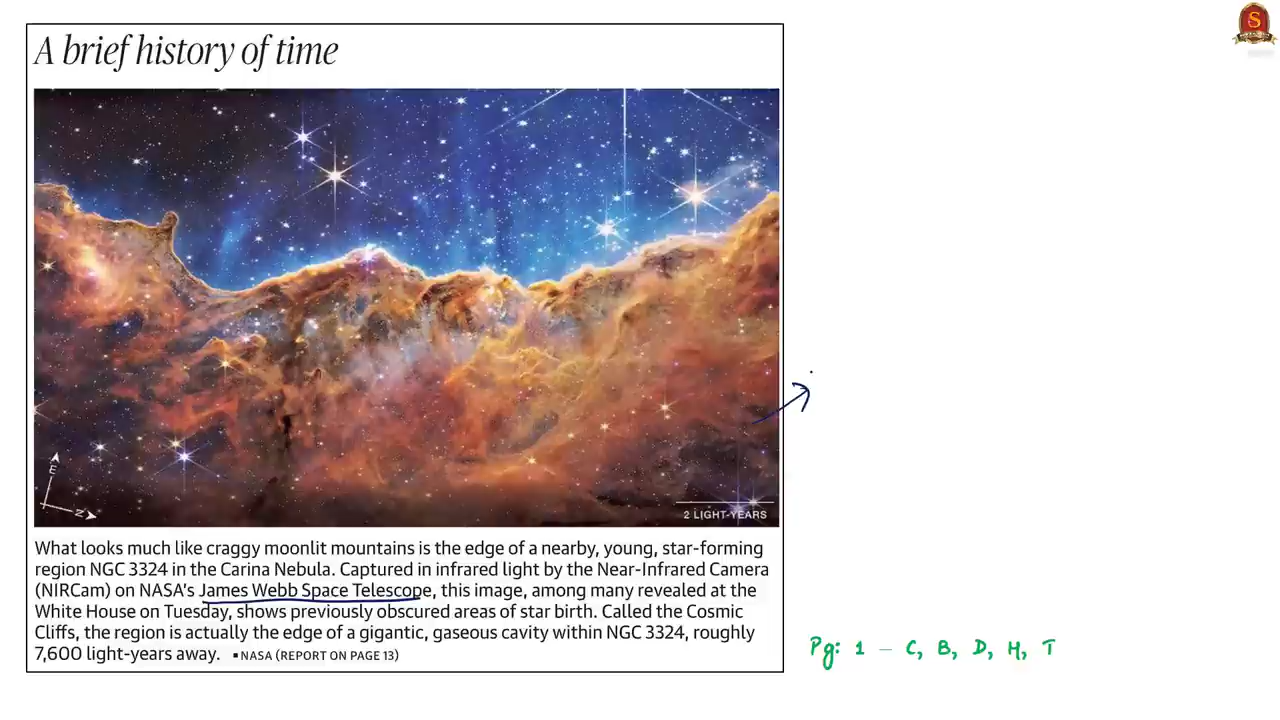 A brief history of time
E
N
2 LIGHT-YEARS
What looks much like craggy moonlit mountains is the edge of a nearby, young, star-forming
region NGC 3324 in the Carina Nebula. Captured in infrared light by the Near-Infrared Camera
(NIRCam) on NASA's James Webb Space Telescope, this image, among many revealed at the
White House on Tuesday, shows previously obscured areas of star birth. Called the Cosmic
Cliffs, the region is actually the edge of a gigantic, gaseous cavity within NGC 3324, roughly
7,600 light-years away. ▪NASA (REPORT ON PAGE 13)
Pg: 1 – C, B, D, H, T
S